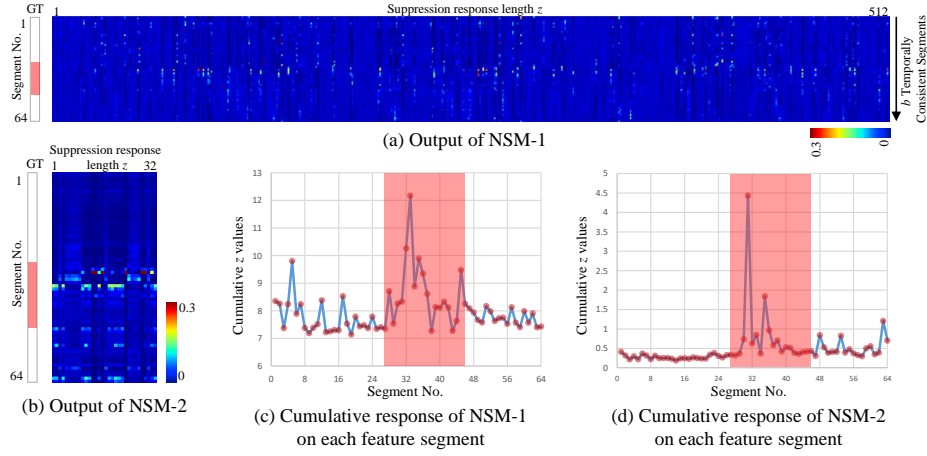 GT 1 Suppression response length z 512
1
Segment No.
64
b Temporally
Consistent Segments
(a) Output of NSM-1
0.3 0
Suppression response
GT 1 length z 32
1
Segment No.
64
0.3
0
(b) Output of NSM-2
13
12
11
10
9
8
7
6
Cumulative z values
1 8 16 24 32 40 48 56 64
Segment No.
(c) Cumulative response of NSM-1
on each feature segment
5
4.5
4
3.5
3
2.5
2
1.5
1
0.5
0
Cumulative z values
1 8 16 24 32 40 48 56 64
Segment No.
(d) Cumulative response of NSM-2
on each feature segment